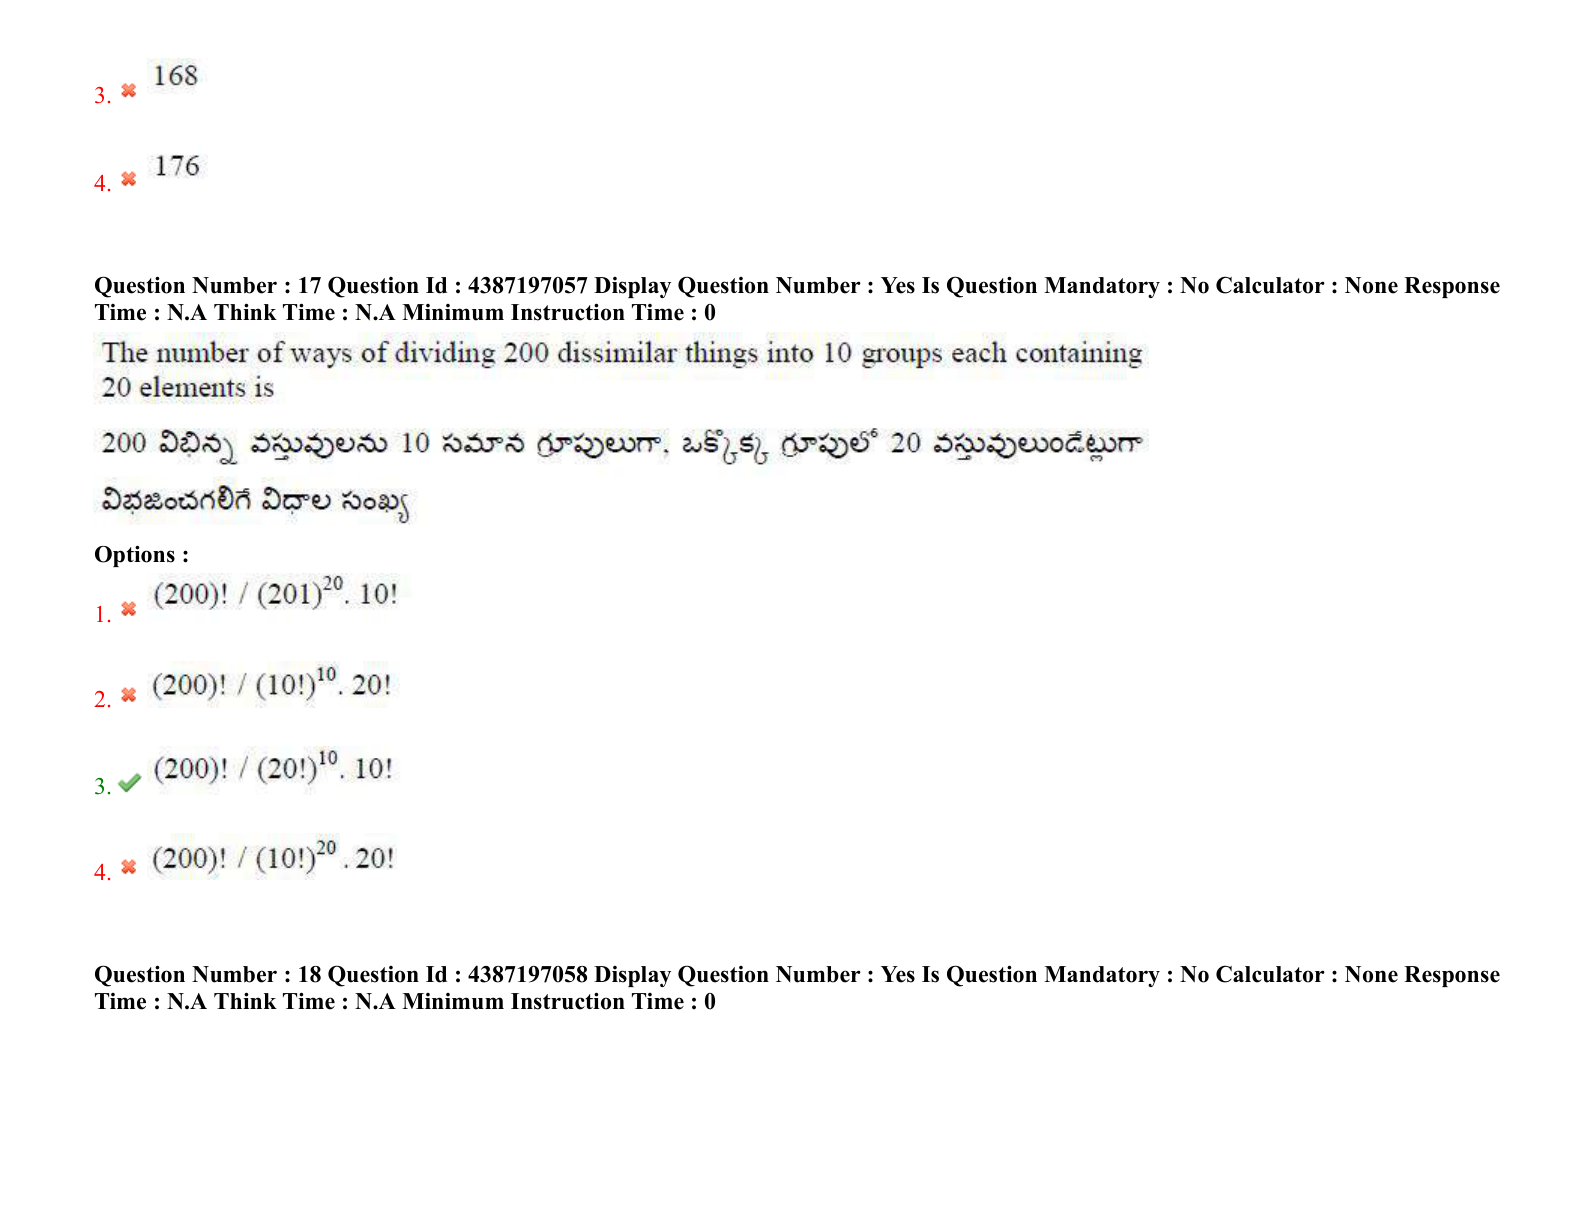 168
3.
176
4.
Question Number : 17 Question Id : 4387197057 Display Question Number : Yes Is Question Mandatory : No Calculator : None Response
Time : N.A Think Time : N.A Minimum Instruction Time : 0
The number of ways of dividing 200 dissimilar things into 10 groups each containing
20 elements is
200 విభిన్న వస్తువులను 10 సమాన గ్రూపులుగా, ఒక్కొక్క గ్రూపులో 20 వస్తువులుండేట్లుగా
విభజించగలిగే విధాల సంఖ్య
Options :
(200)! / (201)^20. 10!
1.
(200)! / (10!)^10. 20!
2.
(200)! / (20!)^10. 10!
3.
(200)! / (10!)^20 . 20!
4.
Question Number : 18 Question Id : 4387197058 Display Question Number : Yes Is Question Mandatory : No Calculator : None Response
Time : N.A Think Time : N.A Minimum Instruction Time : 0